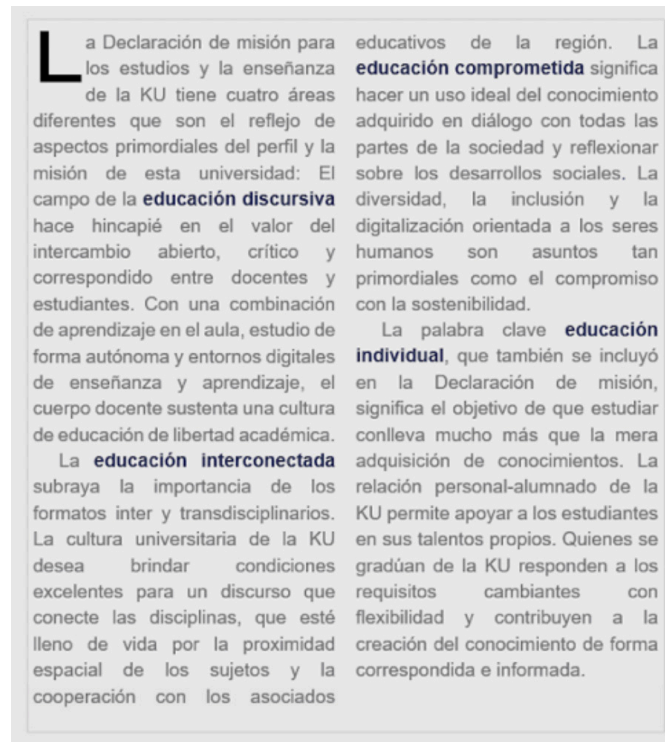 La Declaración de misión para
los estudios y la enseñanza
de la KU tiene cuatro áreas
diferentes que son el reflejo de
aspectos primordiales del perfil y la
misión de esta universidad: El
campo de la educación discursiva
hace hincapié en el valor del
intercambio abierto, crítico y
correspondido entre docentes y
estudiantes. Con una combinación
de aprendizaje en el aula, estudio de
forma autónoma y entornos digitales
de enseñanza y aprendizaje, el
cuerpo docente sustenta una cultura
de educación de libertad académica.
La educación interconectada
subraya la importancia de los
formatos inter y transdisciplinarios.
La cultura universitaria de la KU
desea brindar condiciones
excelentes para un discurso que
conecte las disciplinas, que esté
lleno de vida por la proximidad
espacial de los sujetos y la
cooperación con los asociados
educativos de la región. La
educación comprometida significa
hacer un uso ideal del conocimiento
adquirido en diálogo con todas las
partes de la sociedad y reflexionar
sobre los desarrollos sociales. La
diversidad, la inclusión y la
digitalización orientada a los seres
humanos son asuntos tan
primordiales como el compromiso
con la sostenibilidad.
La palabra clave educación
individual, que también se incluyó
en la Declaración de misión,
significa el objetivo de que estudiar
conlleva mucho más que la mera
adquisición de conocimientos. La
relación personal-alumnado de la
KU permite apoyar a los estudiantes
en sus talentos propios. Quienes se
gradúan de la KU responden a los
requisitos cambiantes con
flexibilidad y contribuyen a la
creación del conocimiento de forma
correspondida e informada.